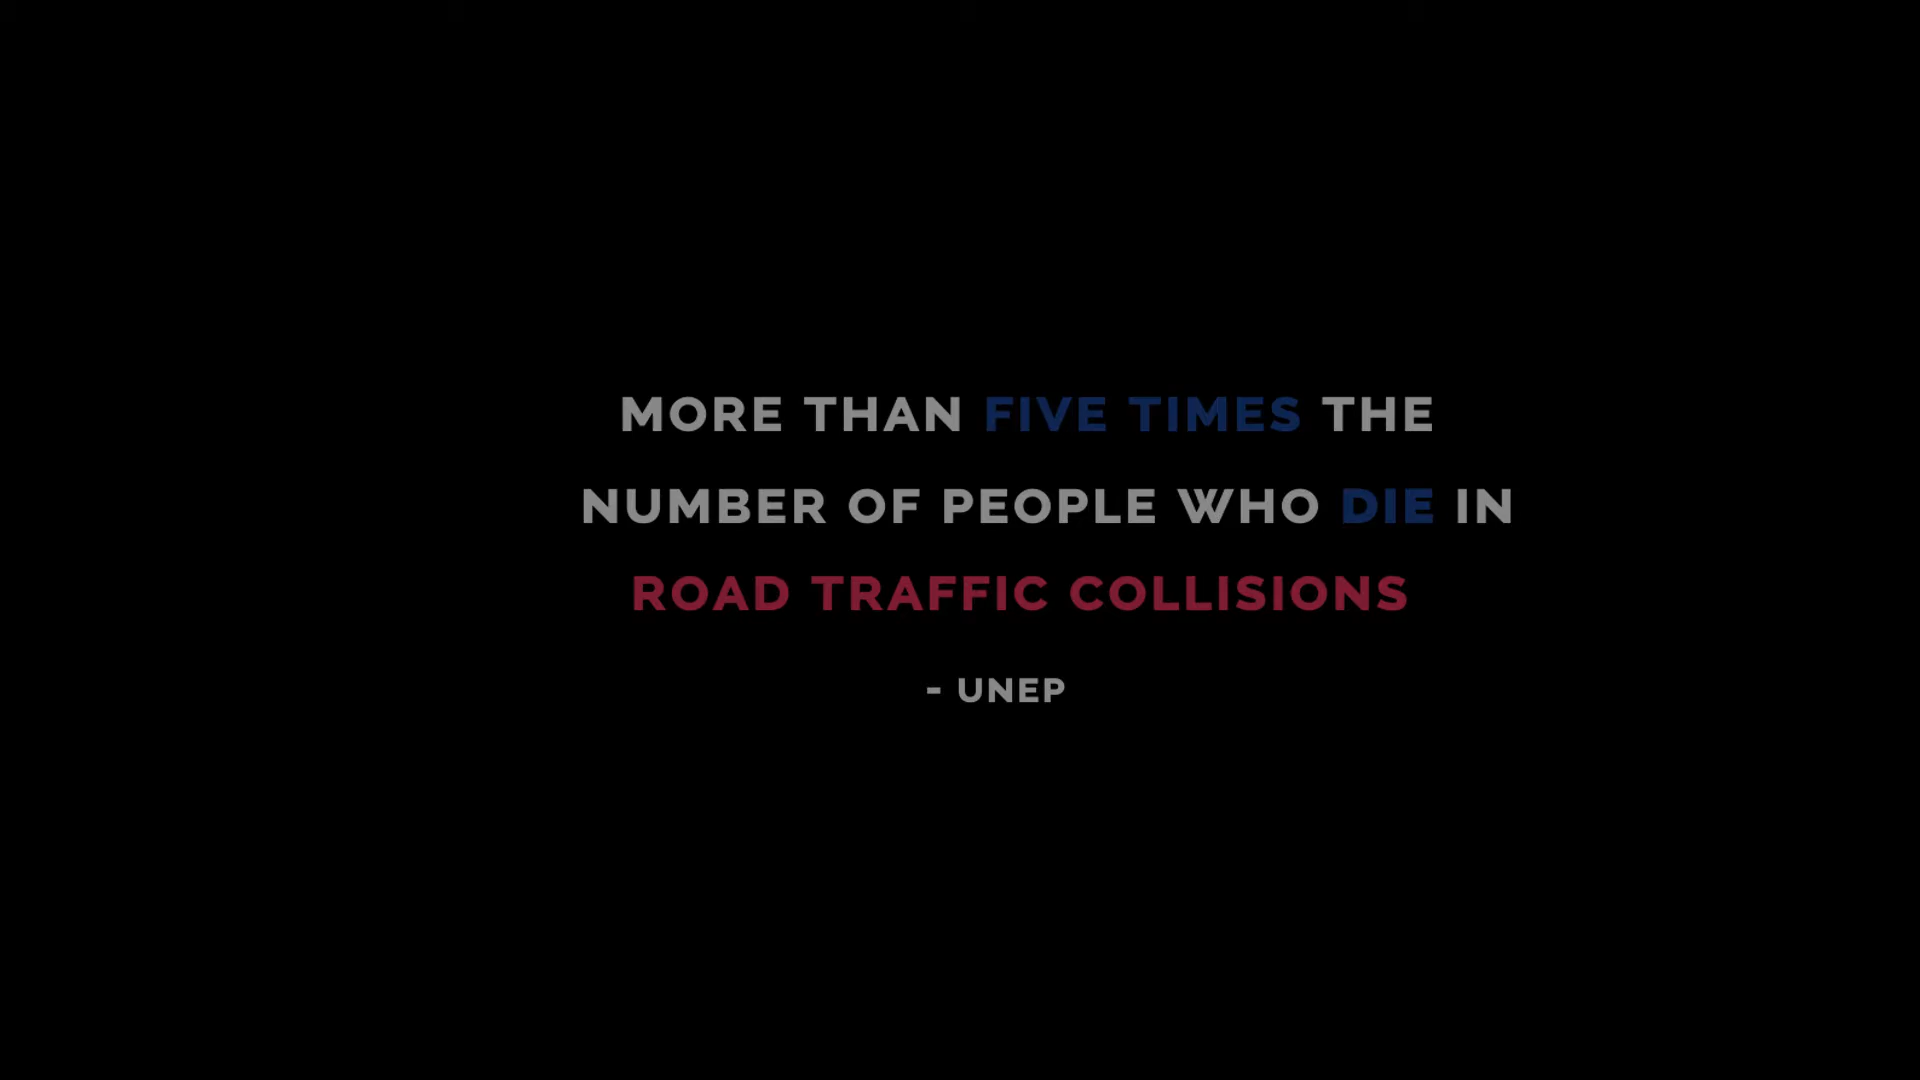 MORE THAN FIVE TIMES THE
NUMBER OF PEOPLE WHO DIE IN
ROAD TRAFFIC COLLISIONS
- UNEP